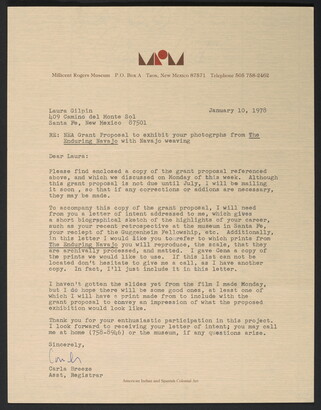 MRM
Millicent Rogers Museum P.O. Box A Taos, New Mexico 87571 Telephone 505 758-2462
Laura Gilpin
409 Camino del Monte Sol
Santa Fe, New Mexico 87501
January 10, 1978
RE: NEA Grant Proposal to exhibit your photographs from The
Enduring Navajo with Navajo weaving
Dear Laura:
Please find enclosed a copy of the grant proposal referenced
above, and which we discussed on Monday of this week. Although
this grant proposal is not due until July, I will be mailing
it soon, so that if any corrections or addions are necessary,
they may be made.
To accompany this copy of the grant proposal, I will need
from you a letter of intent addressed to me, which gives
a short biographical sketch of the highlights of your career,
such as your recent retrospective at the museum in Santa Fe,
your receipt of the Guggenheim Fellowship, etc. Additionally,
in this letter I would like you to refer to which prints from
The Enduring Navajo you will reproduce, the scale, that they
are archivally processed, and mated. I gave Game a copy of
the prints we would like to use. If this list can not be
located don't hesitate to give me a call, as I have another
copy. In fact, I'll just include it in this letter.
I haven't gotten the slides yet from the film I made Monday,
but I do hope there will be some good ones, at least one of
which I will have a print made from to include with the
grant proposal to convey an impression of what the proposed
exhibition would look like.
Thank you for your enthusiastic participation in this project.
I look forward to receiving your letter of intent; you may call
me at home (758-8946) or the museum, if any questions arise.
Sincerely,
Carla Breeze
Asst. Registrar
American Indian and Spanish Colonial Art